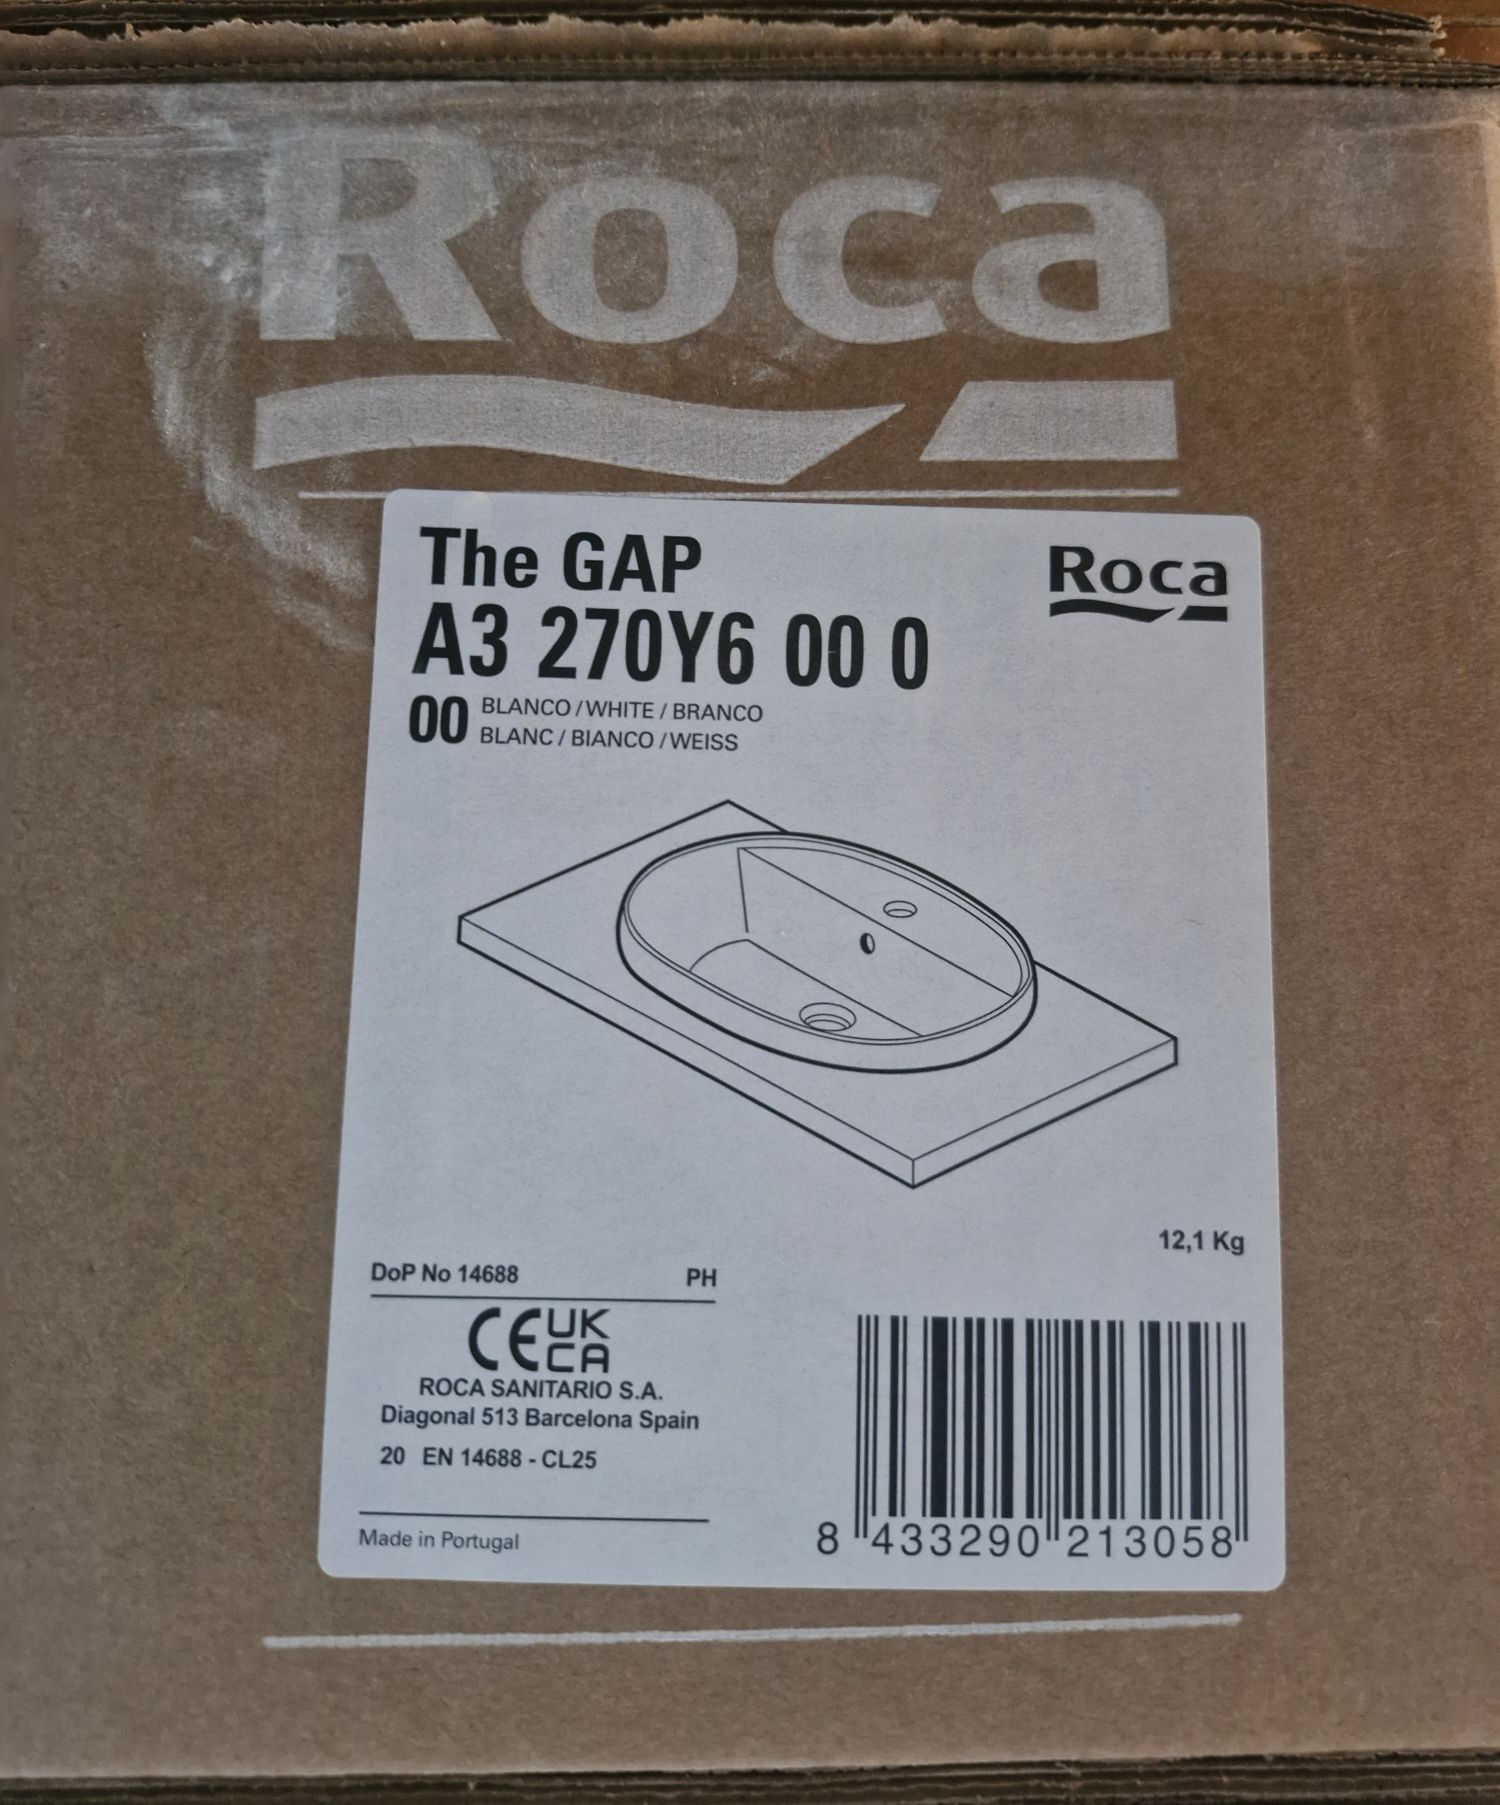 Roca
The GAP
Roca
A3 270Y6 00 0
00 BLANCO / WHITE / BRANCO
BLANC / BIANCO / WEISS
12,1 Kg
DoP No 14688 PH
CE UK
CA
ROCA SANITARIO S.A.
Diagonal 513 Barcelona Spain
20 EN 14688 - CL25
Made in Portugal
8 433290 213058